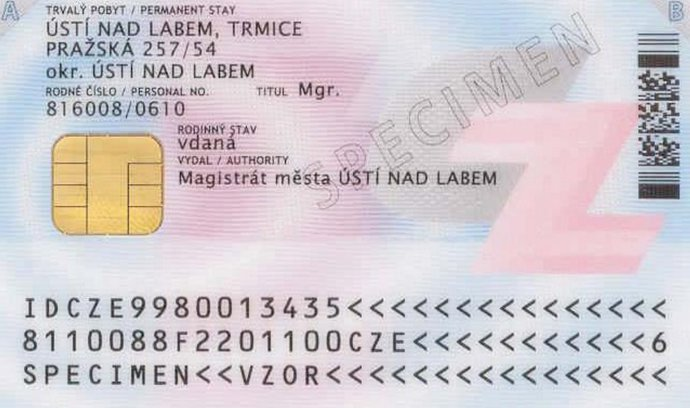 A B
TRVALÝ POBYT / PERMANENT STAY
ÚSTÍ NAD LABEM, TRMICE
PRAŽSKÁ 257/54
okr. ÚSTÍ NAD LABEM
RODNÉ ČÍSLO / PERSONAL NO. TITUL Mgr.
816008/0610
RODINNÝ STAV
vdaná
VYDAL / AUTHORITY
Magistrát města ÚSTÍ NAD LABEM
SPECIMEN
IDCZE9980013435<<<<<<<<<<<<<<<
8110088F2201100CZE<<<<<<<<<<<6
SPECIMEN<<VZOR<<<<<<<<<<<<<<<<